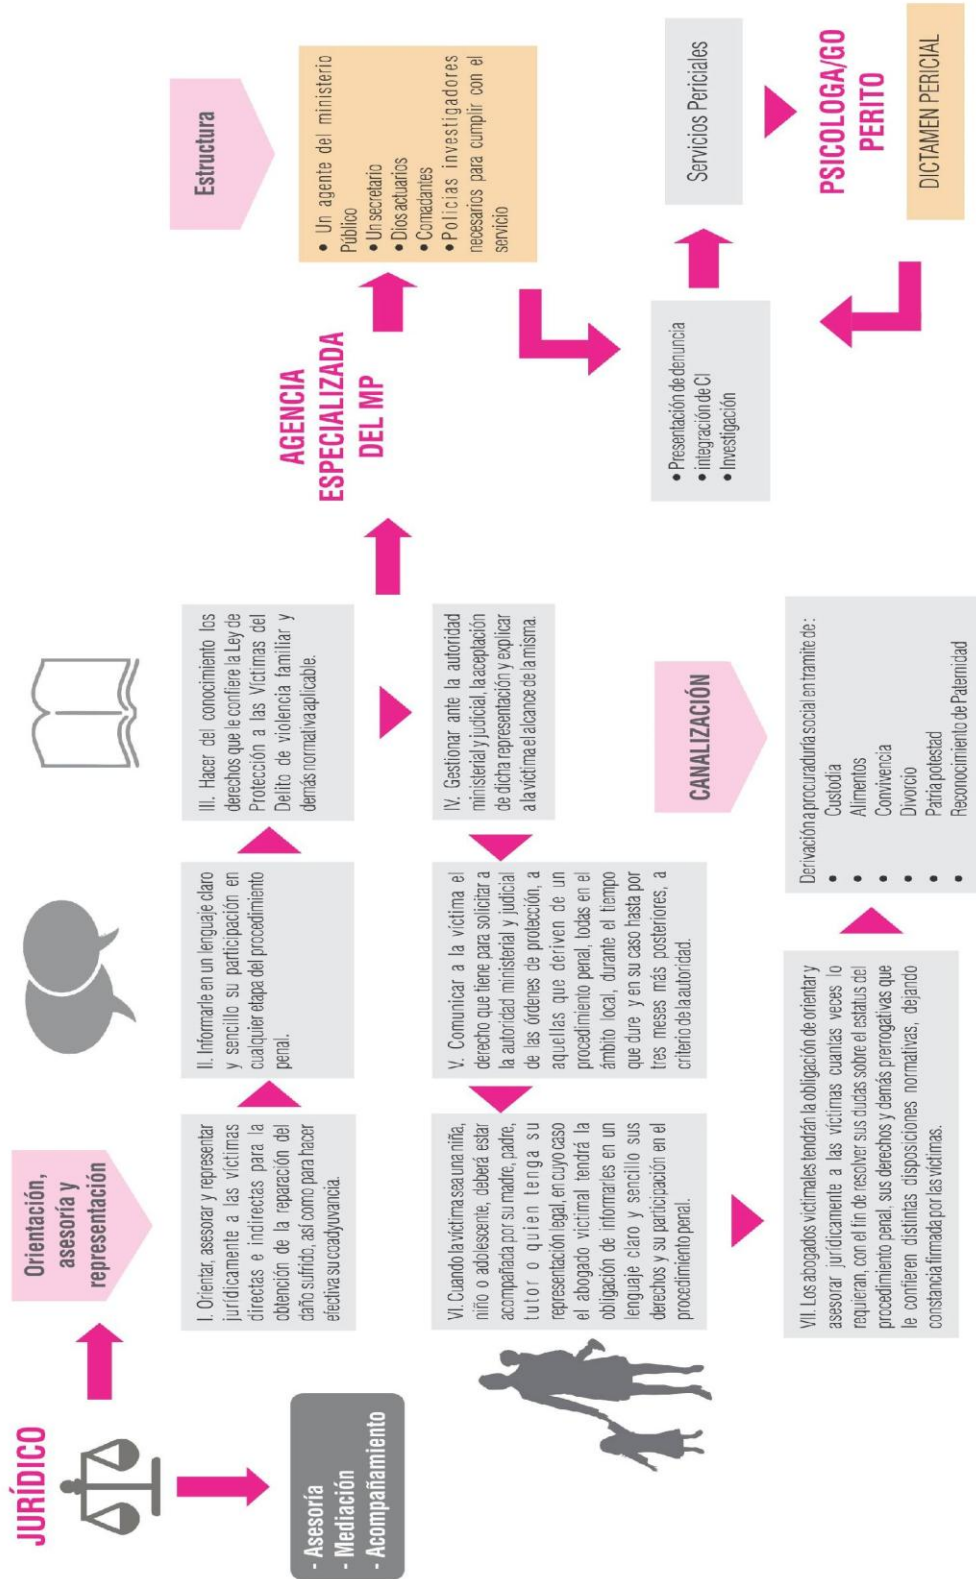 JURÍDICO
- Asesoría
- Mediación
- Acompañamiento
Orientación,
asesoría y
representación
I. Orientar, asesorar y representar
jurídicamente a las víctimas
directas e indirectas para la
obtención de la reparación del
daño sufrido, así como para hacer
efectiva su coadyuvancia.
II. Informarle en un lenguaje claro
y sencillo su participación en
cualquier etapa del procedimiento
penal.
III. Hacer del conocimiento los
derechos que le confiere la Ley de
Protección a las Víctimas del
Delito de violencia familiar y
demás normativa aplicable.
IV. Gestionar ante la autoridad
ministerial y judicial, la aceptación
de dicha representación y explicar
a la víctima el alcance de la misma.
V. Comunicar a la víctima el
derecho que tiene para solicitar a
la autoridad ministerial y judicial
de las órdenes de protección, a
aquellas que deriven de un
procedimiento penal, todas en el
ámbito local, durante el tiempo
que dure y en su caso hasta por
tres meses más posteriores, a
criterio de la autoridad.
VI. Cuando la víctima sea una niña,
niño o adolescente, deberá estar
acompañada por su madre, padre,
tutor o quien tenga su
representación legal, en cuyo caso
el abogado victimal tendrá la
obligación de informarles en un
lenguaje claro y sencillo sus
derechos y su participación en el
procedimiento penal.
VII. Los abogados victimales tendrán la obligación de orientar y
asesorar jurídicamente a las víctimas cuantas veces lo
requieran, con el fin de resolver sus dudas sobre el estatus del
procedimiento penal, sus derechos y demás prerrogativas que
le confieren distintas disposiciones normativas, dejando
constancia firmada por las víctimas.
CANALIZACIÓN
Derivación a procuraduría social en tramite de:
• Custodia
• Alimentos
• Convivencia
• Divorcio
• Patria potestad
• Reconocimiento de Paternidad
AGENCIA
ESPECIALIZADA
DEL MP
Estructura
• Un agente del ministerio
Público
• Un secretario
• Dios actuarios
• Comadantes
• Policias investigadores
necesarios para cumplir con el
servicio
• Presentación de denuncia
• integración de CI
• Investigación
Servicios Periciales
PSICOLOGA/GO
PERITO
DICTAMEN PERICIAL